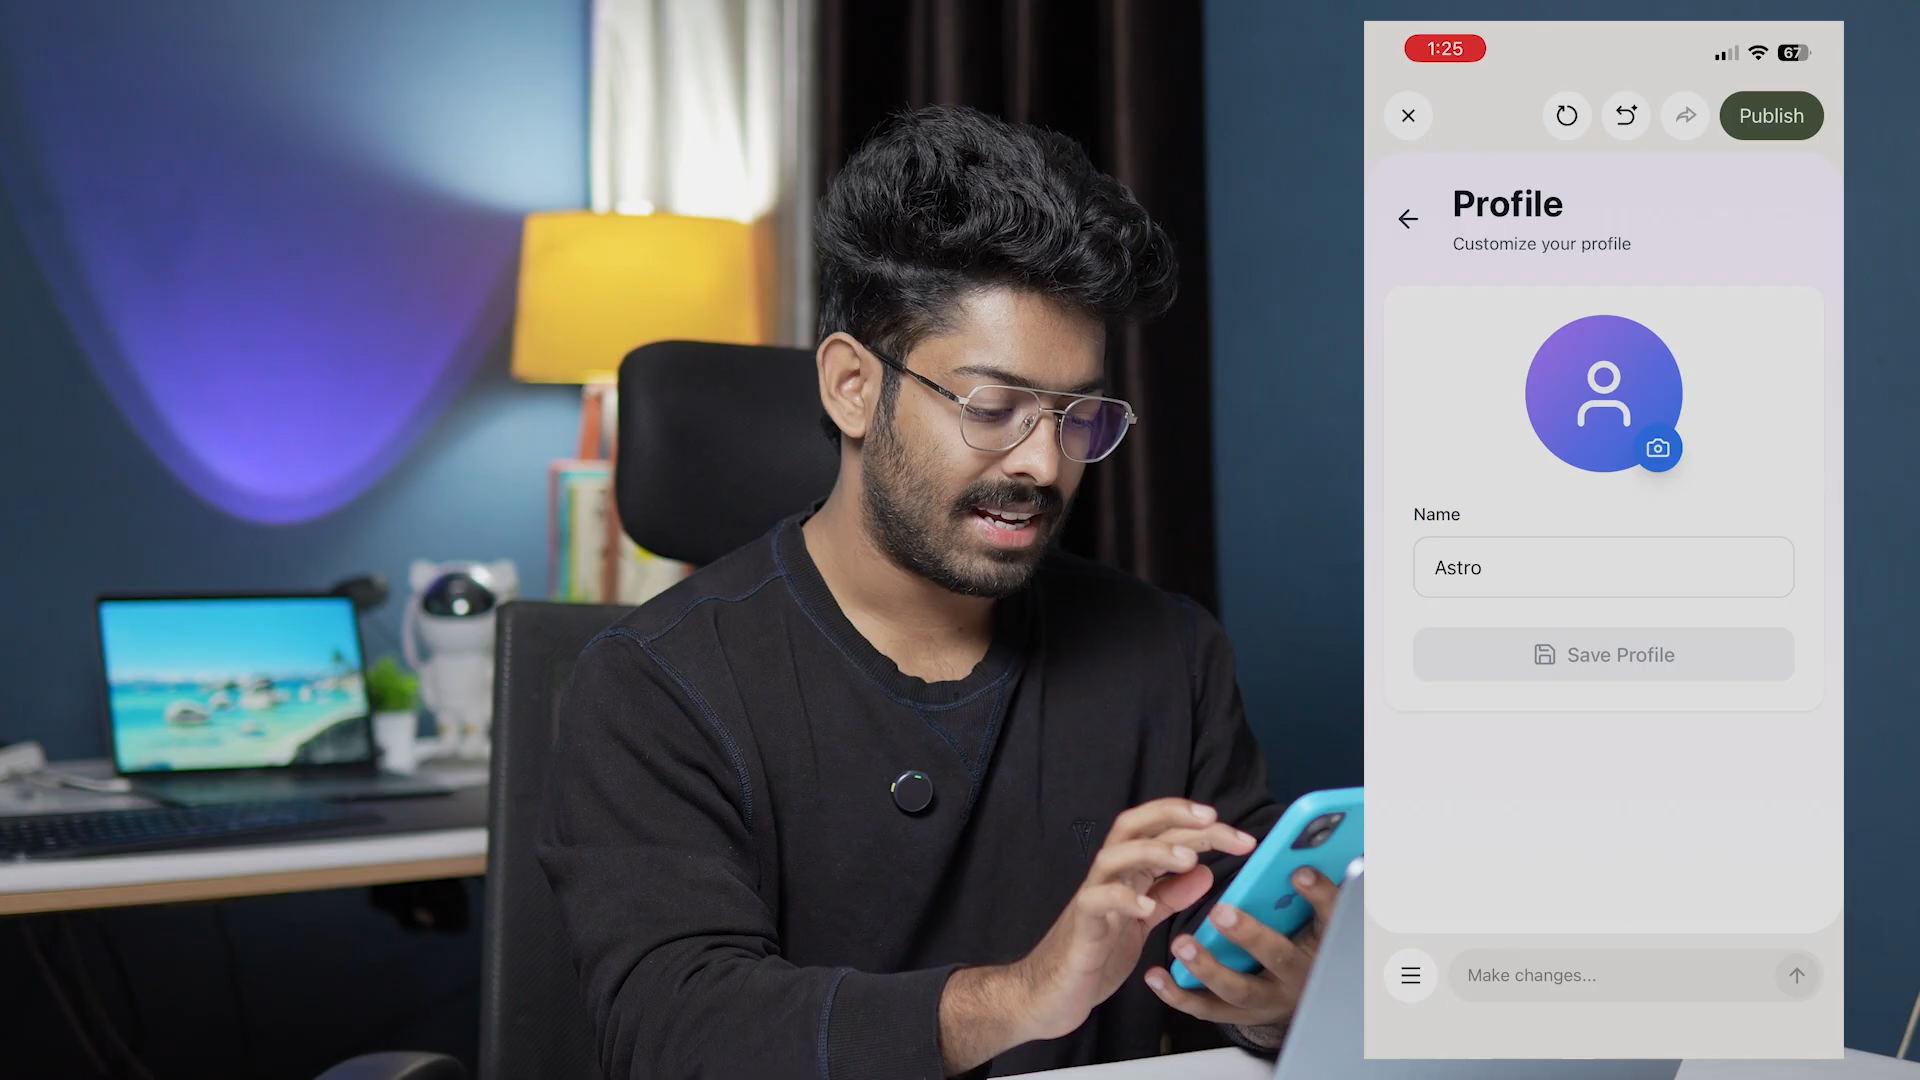 1:25
67
Publish
Profile
Customize your profile
Name
Astro
Save Profile
Make changes...